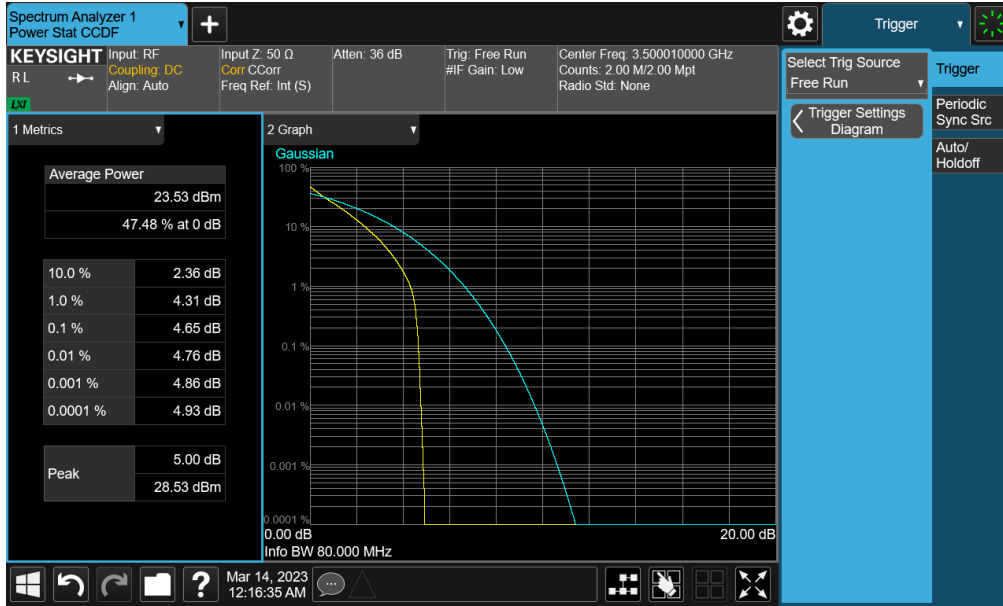 Spectrum Analyzer 1
Power Stat CCDF
Trigger
KEYSIGHT
RL
LXI
Input: RF
Coupling: DC
Align: Auto
Input Z: 50 Ω
Corr CCorr
Freq Ref: Int (S)
Atten: 36 dB
Trig: Free Run
#IF Gain: Low
Center Freq: 3.500010000 GHz
Counts: 2.00 M/2.00 Mpt
Radio Std: None
Select Trig Source
Free Run
Trigger Settings
Diagram
Trigger
Periodic
Sync Src
Auto/
Holdoff
1 Metrics
Average Power
23.53 dBm
47.48 % at 0 dB
10.0 % 2.36 dB
1.0 % 4.31 dB
0.1 % 4.65 dB
0.01 % 4.76 dB
0.001 % 4.86 dB
0.0001 % 4.93 dB
Peak
5.00 dB
28.53 dBm
2 Graph
Gaussian
100 %
10 %
1 %
0.1 %
0.01 %
0.001 %
0.0001 %
0.00 dB 20.00 dB
Info BW 80.000 MHz
?
Mar 14, 2023
12:16:35 AM